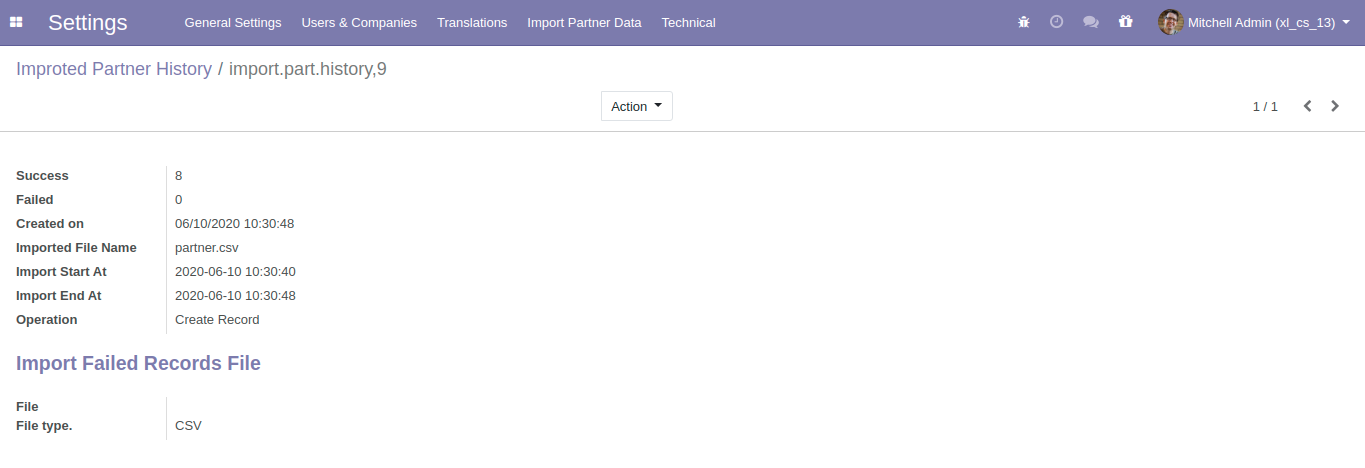 Settings General Settings Users & Companies Translations Import Partner Data Technical Mitchell Admin (xl_cs_13)
Improted Partner History / import.part.history,9
Action 1 / 1
Success 8
Failed 0
Created on 06/10/2020 10:30:48
Imported File Name partner.csv
Import Start At 2020-06-10 10:30:40
Import End At 2020-06-10 10:30:48
Operation Create Record
Import Failed Records File
File
File type. CSV